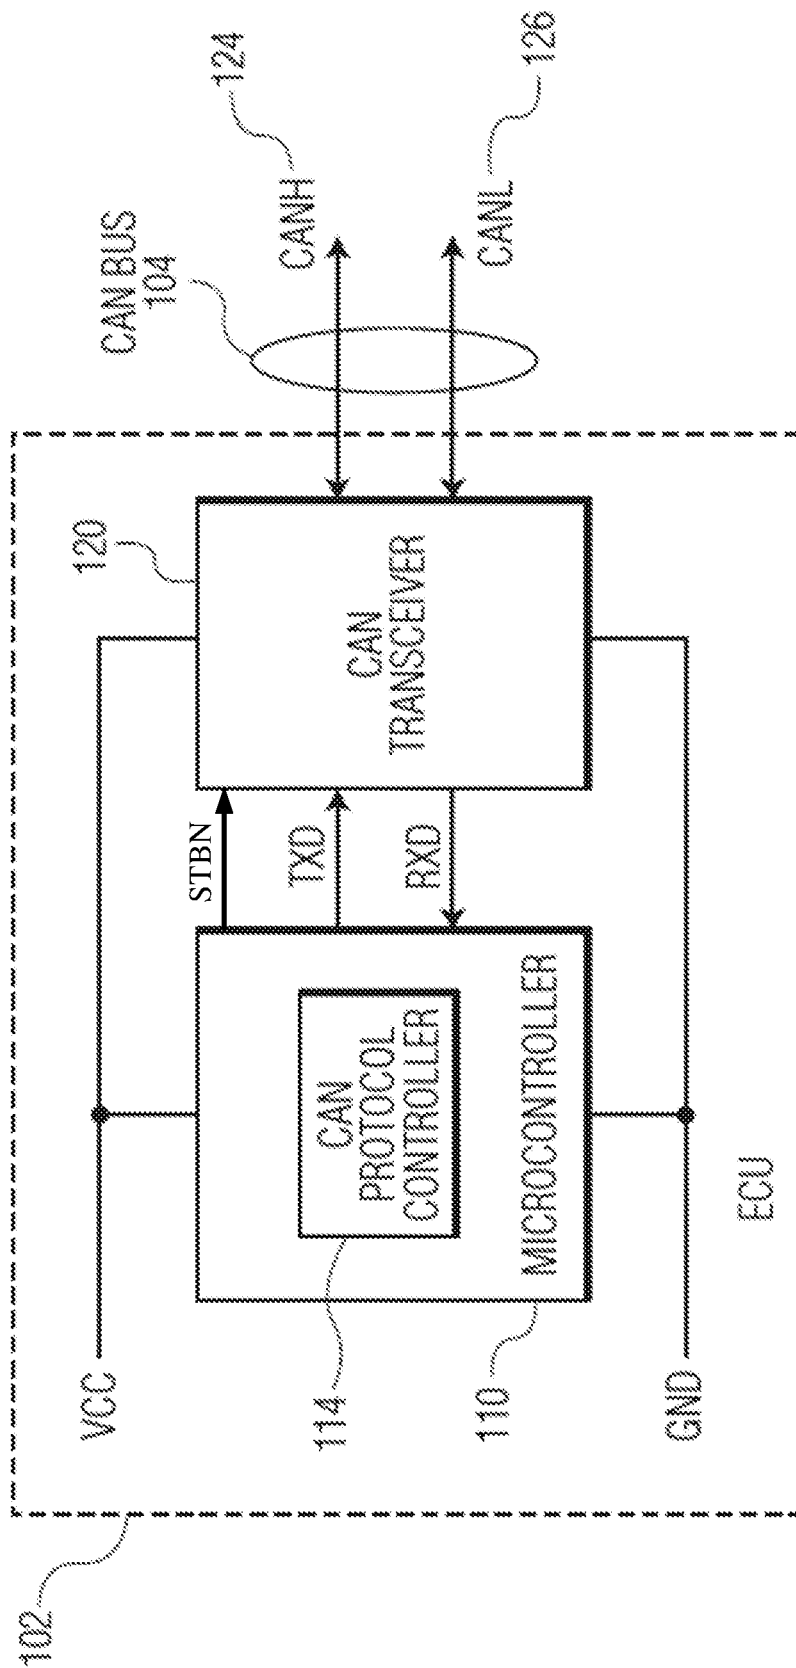 102
VCC
114
110
GND
ECU
CAN
PROTOCOL
CONTROLLER
MICROCONTROLLER
STBN
TXD
RXD
120
CAN
TRANSCEIVER
CAN BUS
104
CANH
124
CANL
126